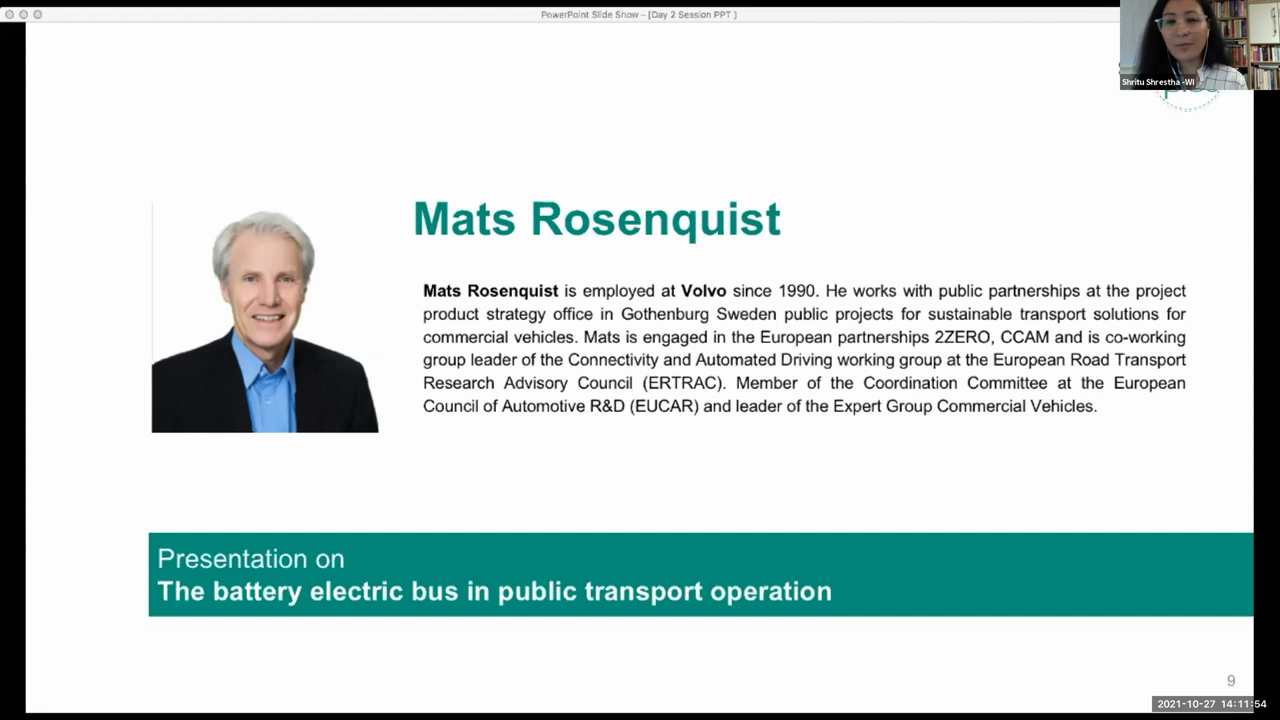 PowerPoint Slide Show - [Day 2 Session PPT ]
Shritu Shrestha -WI
Mats Rosenquist
Mats Rosenquist is employed at Volvo since 1990. He works with public partnerships at the project
product strategy office in Gothenburg Sweden public projects for sustainable transport solutions for
commercial vehicles. Mats is engaged in the European partnerships 2ZERO, CCAM and is co-working
group leader of the Connectivity and Automated Driving working group at the European Road Transport
Research Advisory Council (ERTRAC). Member of the Coordination Committee at the European
Council of Automotive R&D (EUCAR) and leader of the Expert Group Commercial Vehicles.
Presentation on
The battery electric bus in public transport operation
9
2021-10-27 14:11:54